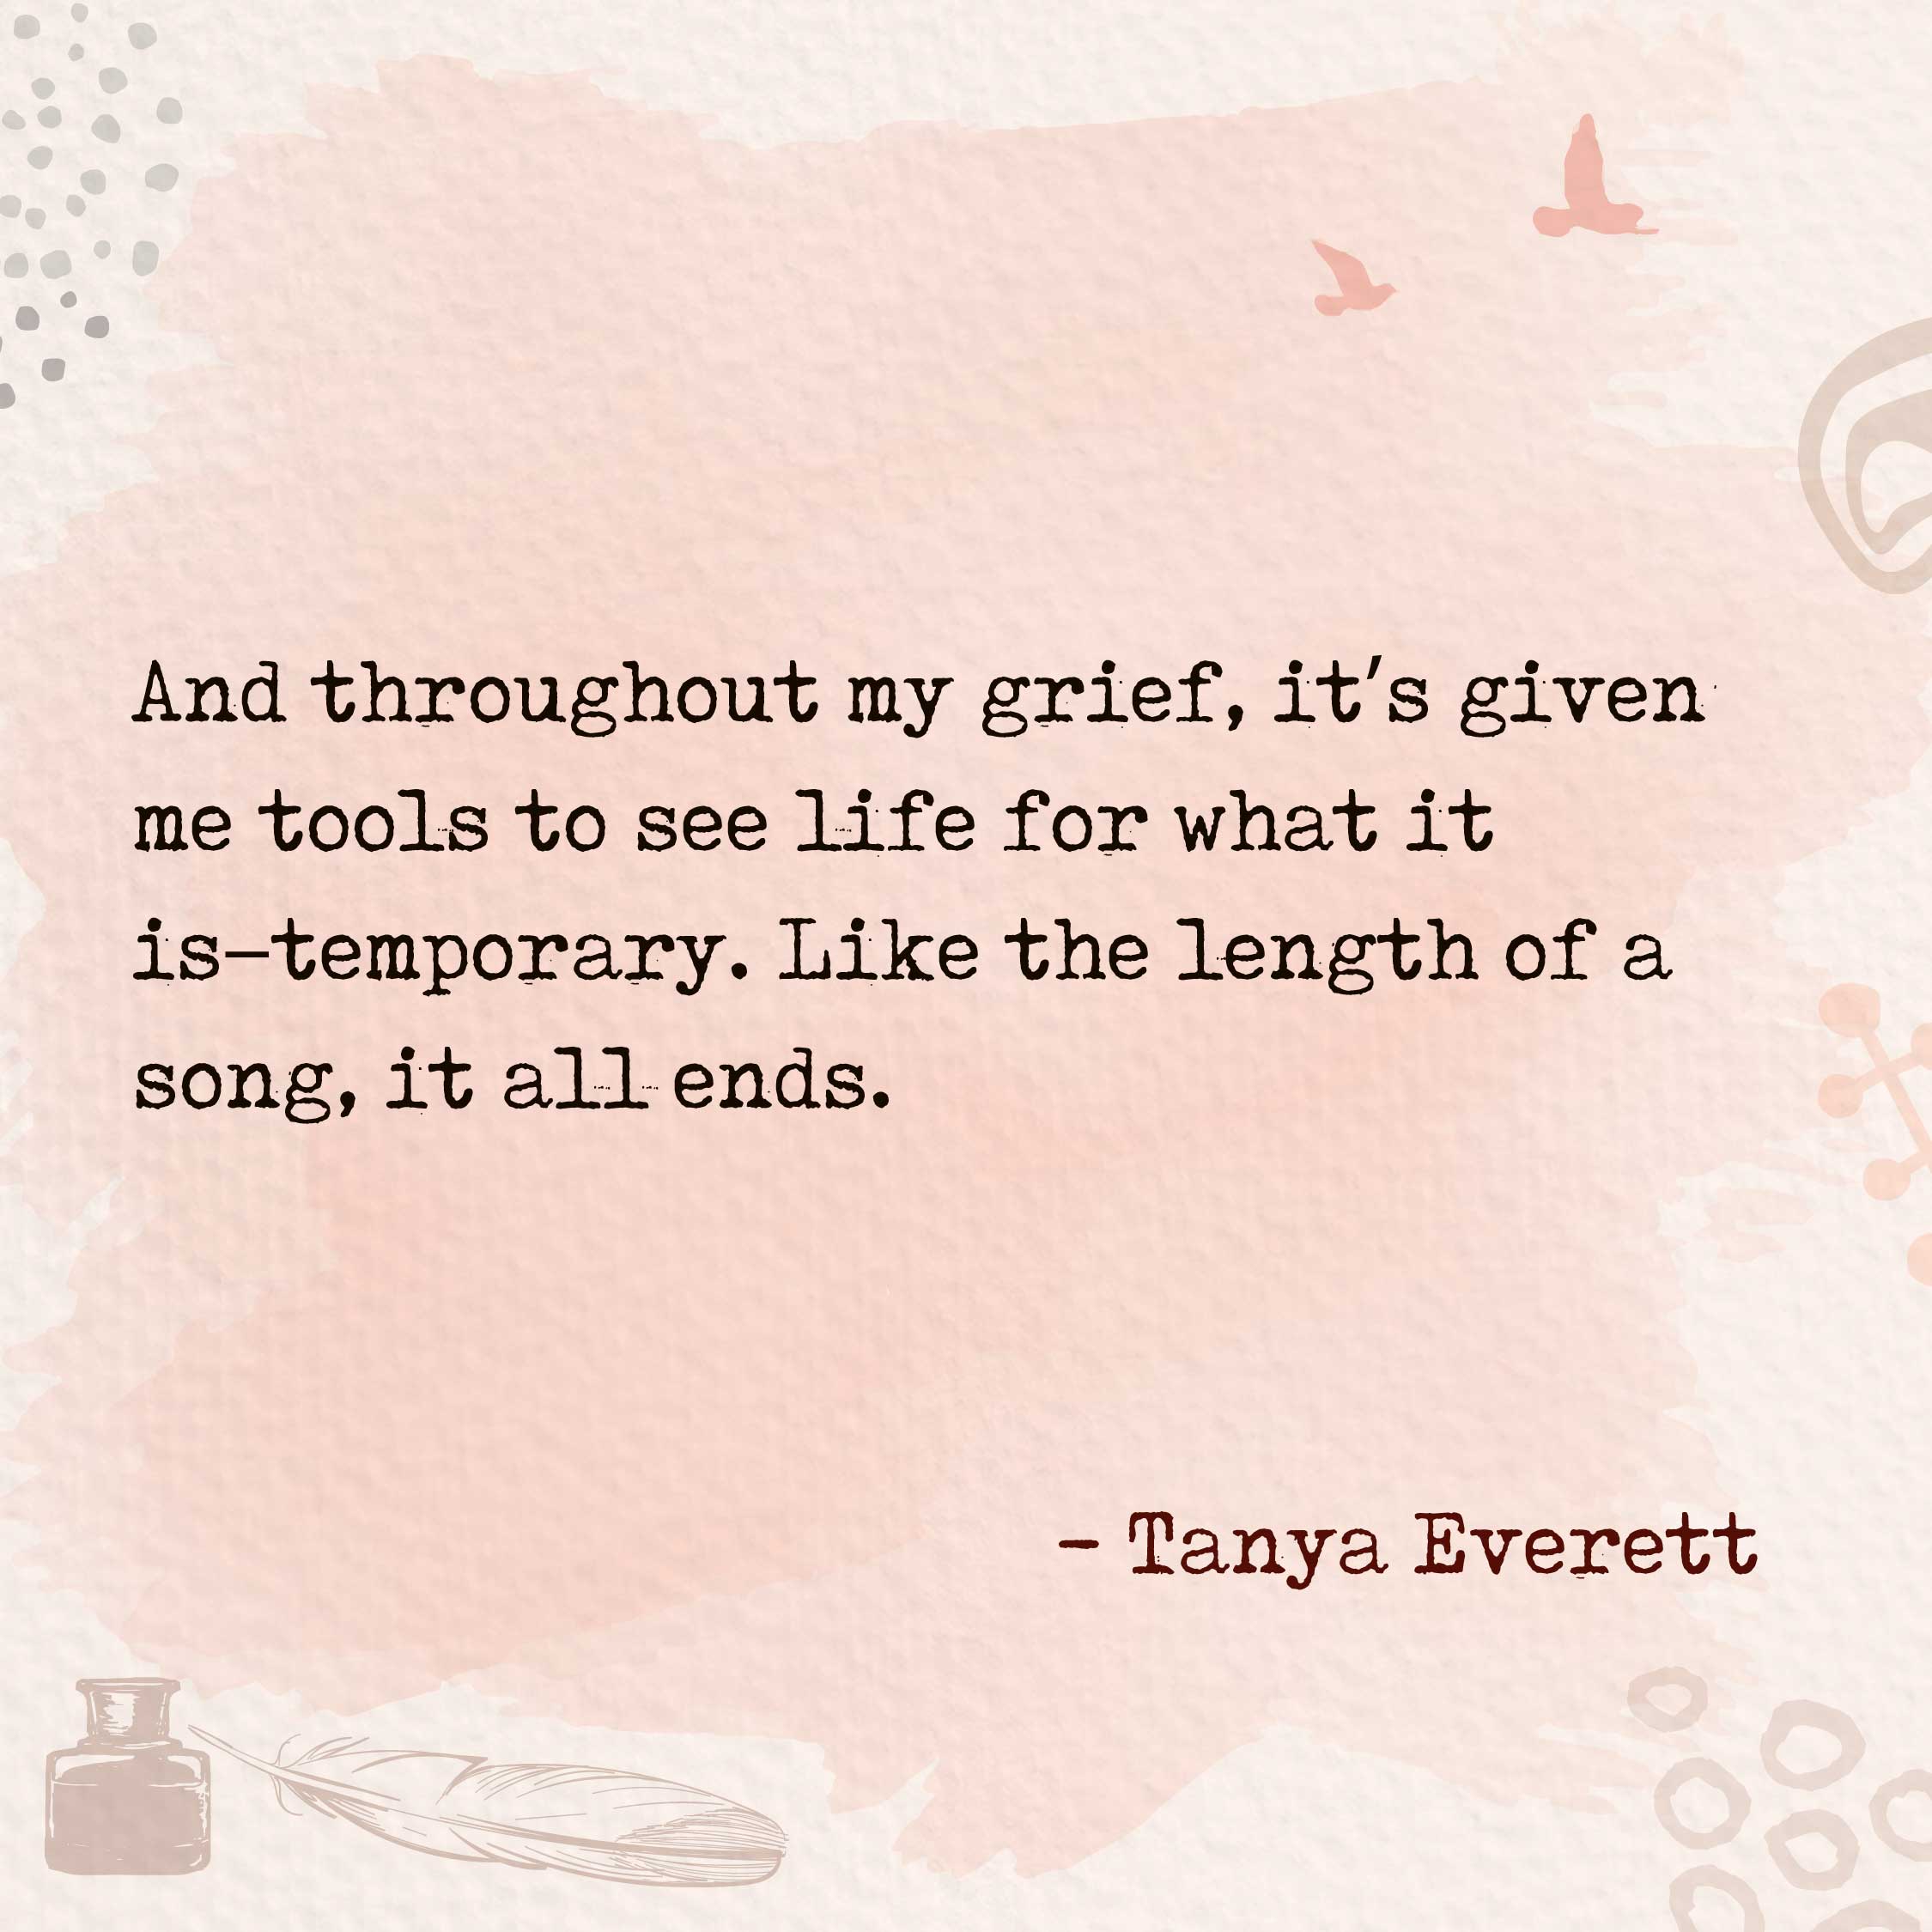 And throughout my grief, it's given
me tools to see life for what it
is—temporary. Like the length of a
song, it all ends.
- Tanya Everett